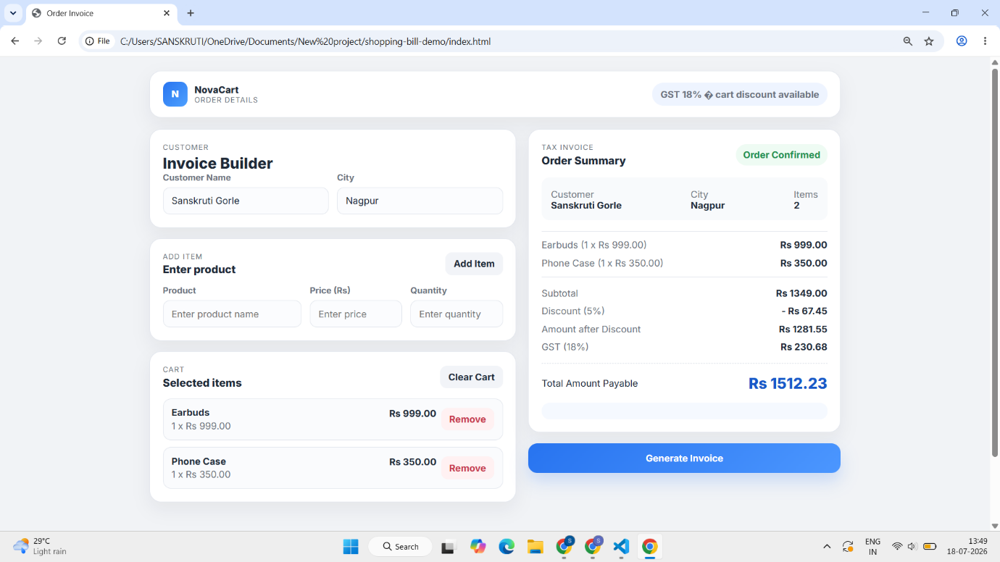 Order Invoice
File
C:/Users/SANSKRUTI/OneDrive/Documents/New%20project/shopping-bill-demo/index.html
N
NovaCart
ORDER DETAILS
GST 18% � cart discount available
CUSTOMER
Invoice Builder
Customer Name
City
Sanskruti Gorle
Nagpur
ADD ITEM
Enter product
Add Item
Product
Price (Rs)
Quantity
Enter product name
Enter price
Enter quantity
CART
Selected items
Clear Cart
Earbuds
1 x Rs 999.00
Rs 999.00
Remove
Phone Case
1 x Rs 350.00
Rs 350.00
Remove
TAX INVOICE
Order Summary
Order Confirmed
Customer
City
Items
Sanskruti Gorle
Nagpur
2
Earbuds (1 x Rs 999.00) Rs 999.00
Phone Case (1 x Rs 350.00) Rs 350.00
Subtotal Rs 1349.00
Discount (5%) - Rs 67.45
Amount after Discount Rs 1281.55
GST (18%) Rs 230.68
Total Amount Payable Rs 1512.23
Generate Invoice
29°C
Light rain
Search
S
S
ENG
IN
13:49
18-07-2026